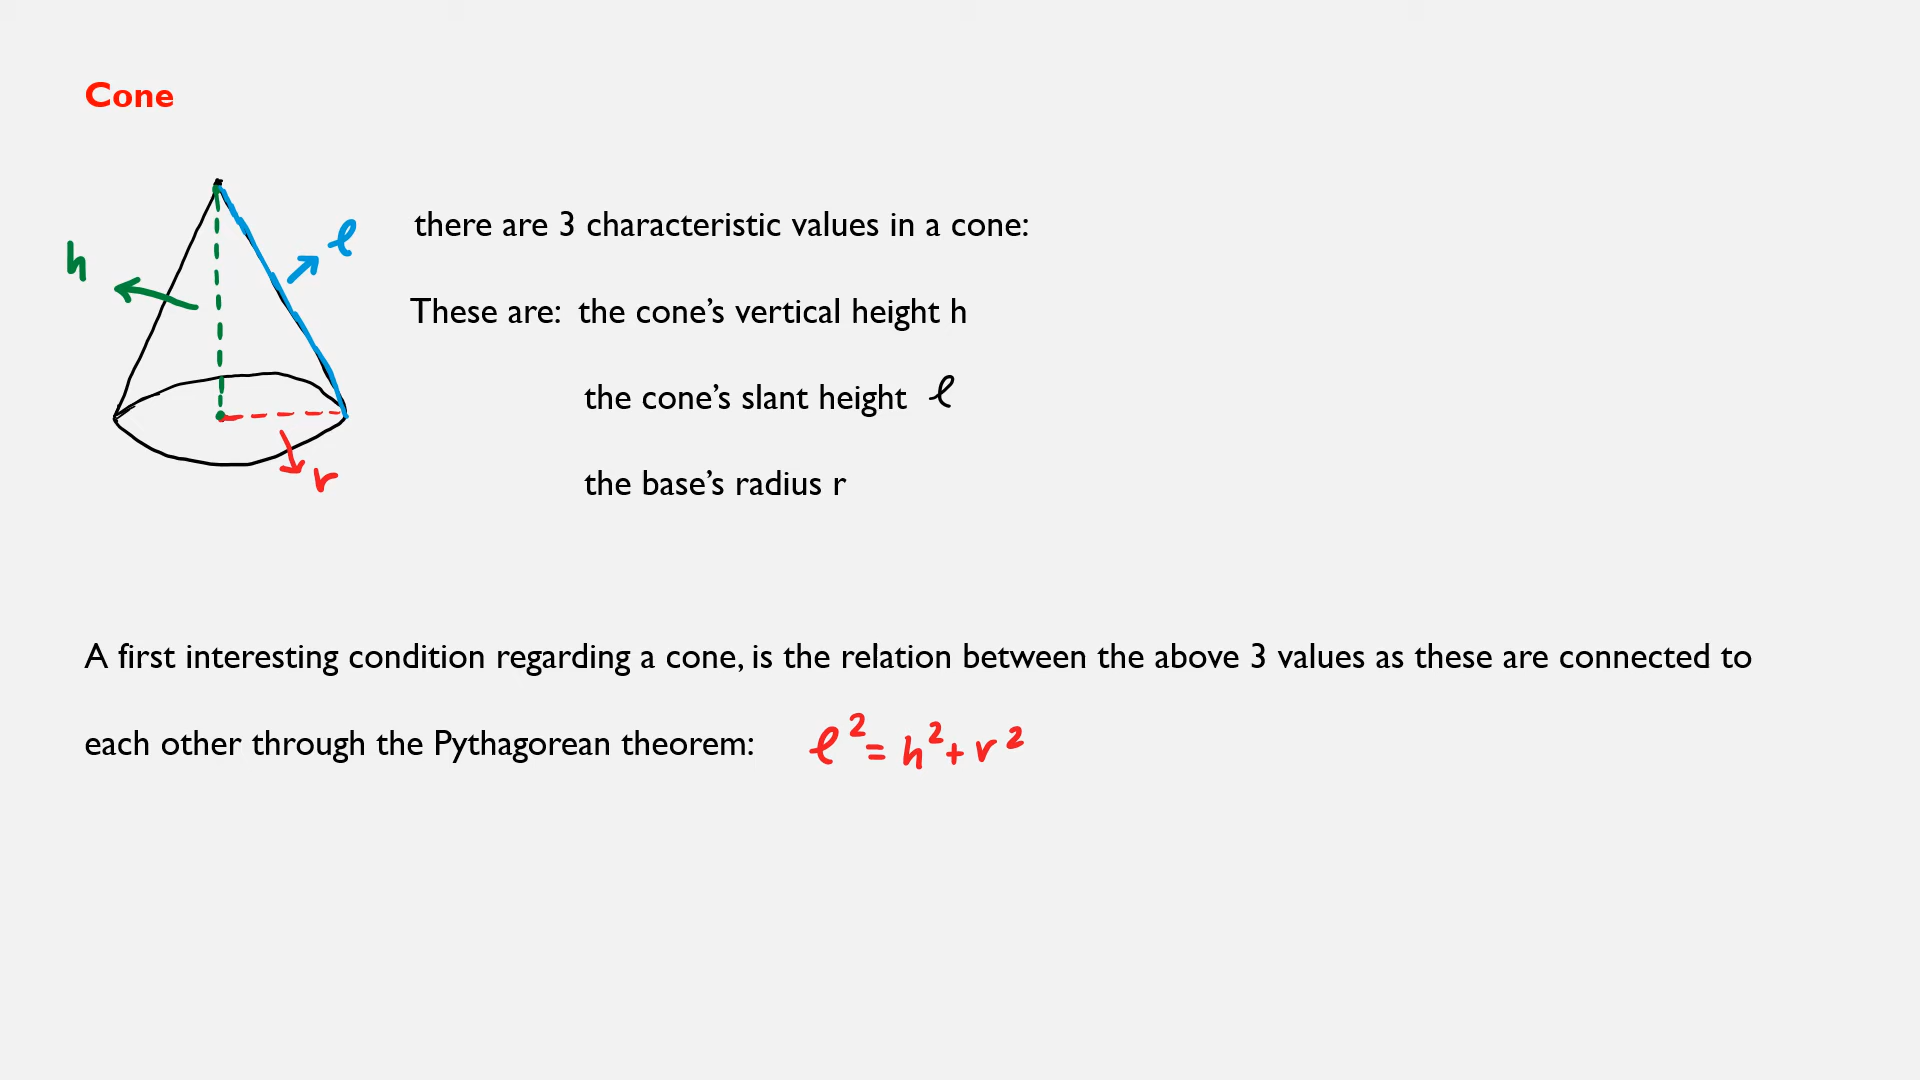 Cone
h
ℓ
r
there are 3 characteristic values in a cone:
These are: the cone’s vertical height h
the cone’s slant height ℓ
the base’s radius r
A first interesting condition regarding a cone, is the relation between the above 3 values as these are connected to
each other through the Pythagorean theorem: ℓ² = h² + r²